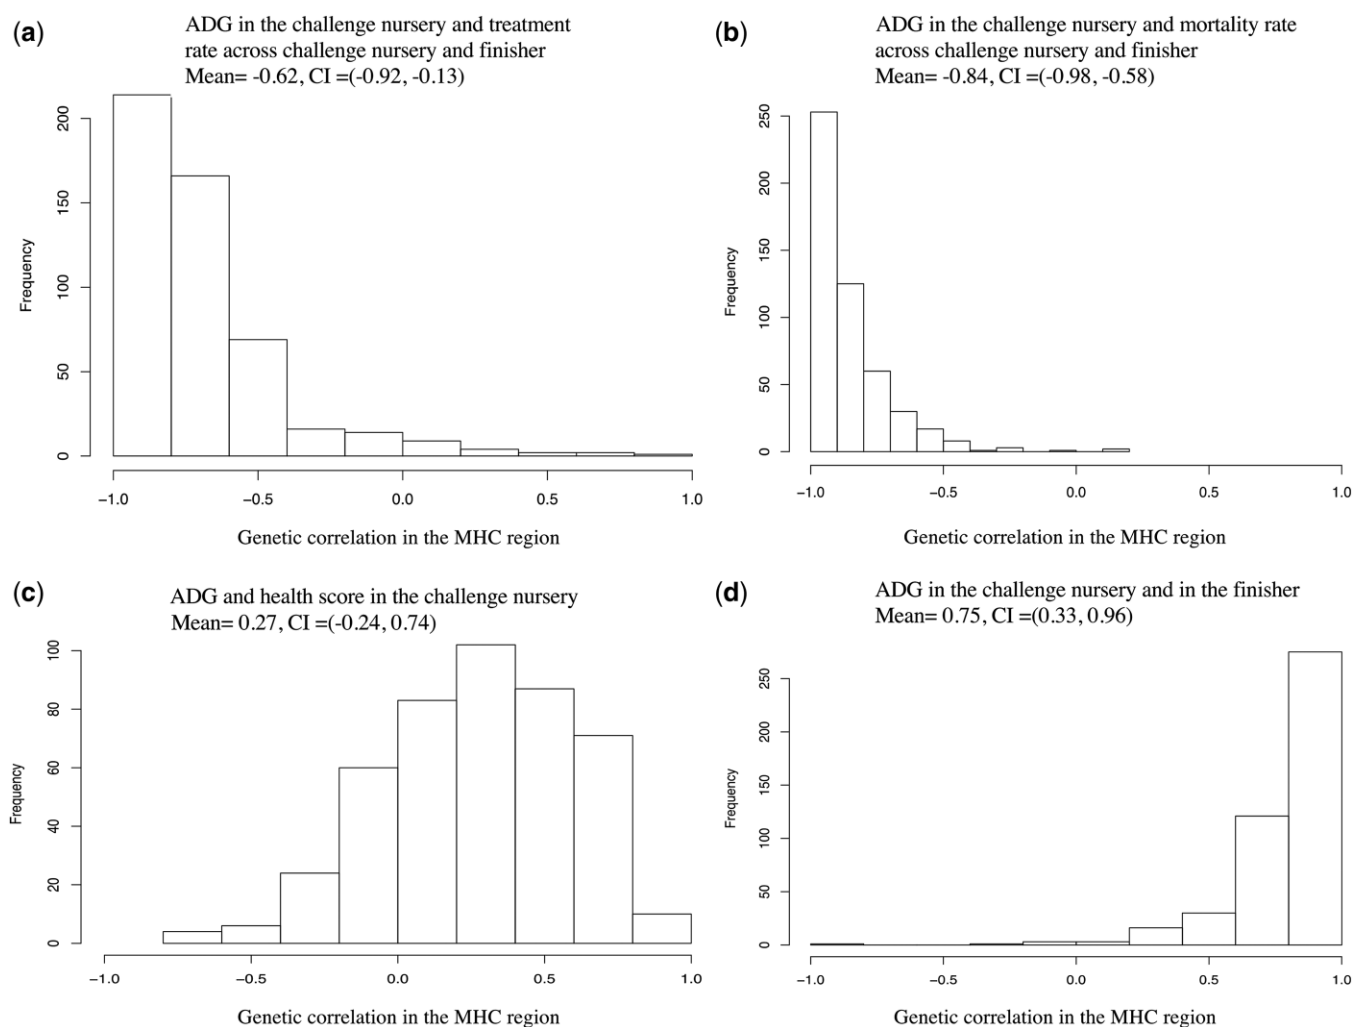 (a)
ADG in the challenge nursery and treatment
rate across challenge nursery and finisher
Mean= -0.62, CI =(-0.92, -0.13)
Frequency
200
150
100
50
0
−1.0 −0.5 0.0 0.5 1.0
Genetic correlation in the MHC region
(b)
ADG in the challenge nursery and mortality rate
across challenge nursery and finisher
Mean= -0.84, CI =(-0.98, -0.58)
Frequency
250
200
150
100
50
0
−1.0 −0.5 0.0 0.5 1.0
Genetic correlation in the MHC region
(c)
ADG and health score in the challenge nursery
Mean= 0.27, CI =(-0.24, 0.74)
Frequency
100
80
60
40
20
0
−1.0 −0.5 0.0 0.5 1.0
Genetic correlation in the MHC region
(d)
ADG in the challenge nursery and in the finisher
Mean= 0.75, CI =(0.33, 0.96)
Frequency
250
200
150
100
50
0
−1.0 −0.5 0.0 0.5 1.0
Genetic correlation in the MHC region